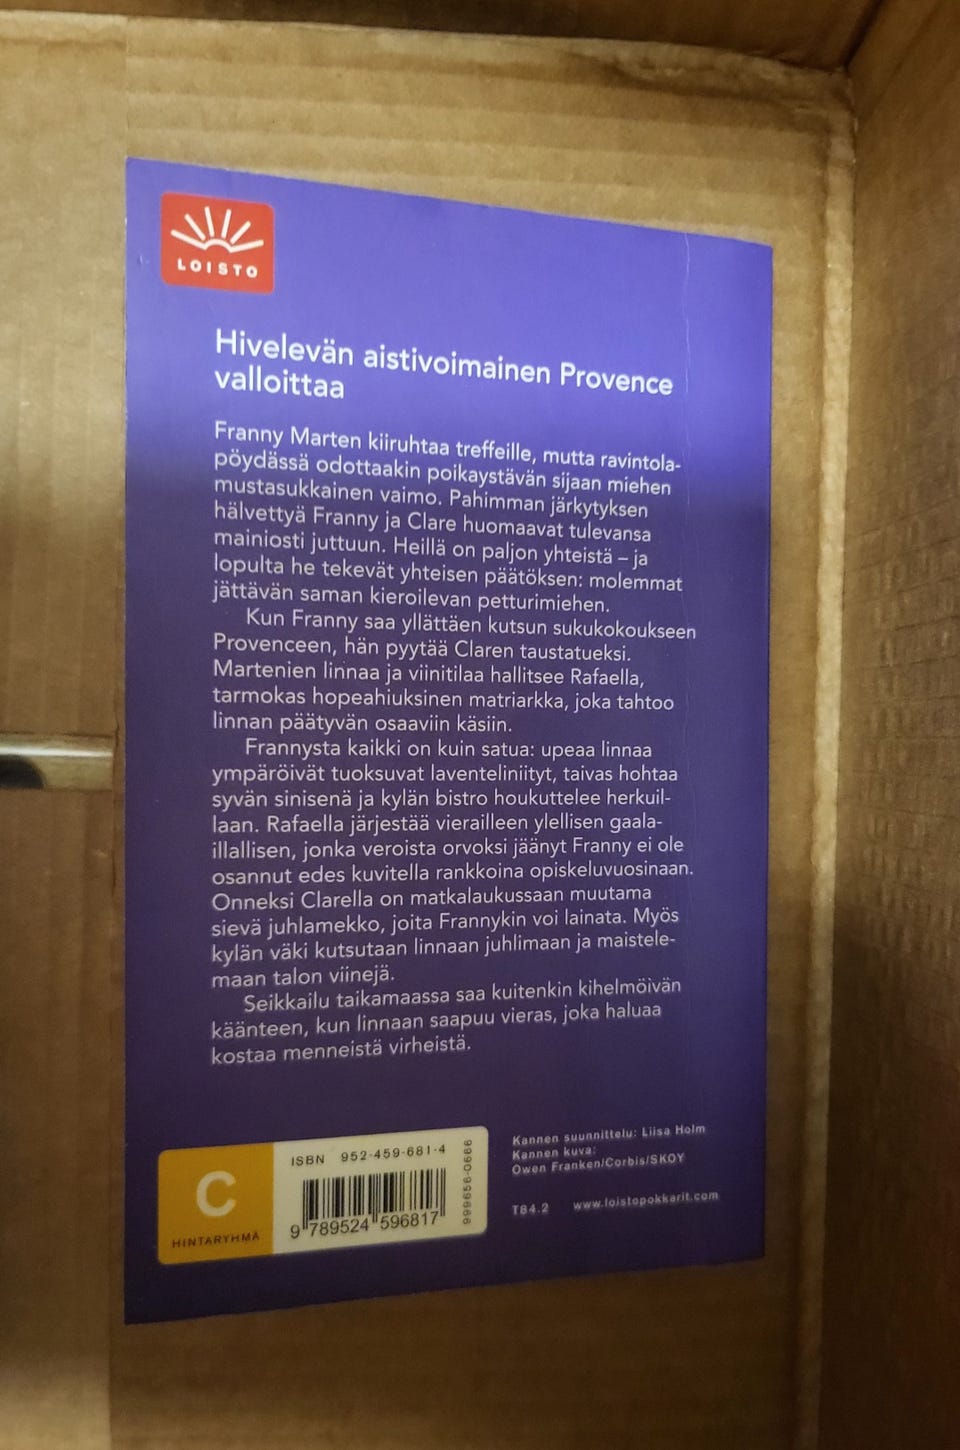 LOISTO
Hivelevän aistivoimainen Provence
valloittaa
Franny Marten kiiruhtaa treffeille, mutta ravintola-
pöydässä odottaakin poikaystävän sijaan miehen
mustasukkainen vaimo. Pahimman järkytyksen
hälvettyä Franny ja Clare huomaavat tulevansa
mainiosti juttuun. Heillä on paljon yhteistä – ja
lopulta he tekevät yhteisen päätöksen: molemmat
jättävän saman kieroilevan petturimiehen.
Kun Franny saa yllättäen kutsun sukukokoukseen
Provenceen, hän pyytää Claren taustatueksi.
Martenien linnaa ja viinitilaa hallitsee Rafaella,
tarmokas hopeahiuksinen matriarkka, joka tahtoo
linnan päätyvän osaaviin käsiin.
Frannysta kaikki on kuin satua: upeaa linnaa
ympäröivät tuoksuvat laventeliniityt, taivas hohtaa
syvän sinisenä ja kylän bistro houkuttelee herkuil-
laan. Rafaella järjestää vierailleen ylellisen gaala-
illallisen, jonka veroista orvoksi jäänyt Franny ei ole
osannut edes kuvitella rankkoina opiskeluvuosinaan.
Onneksi Clarella on matkalaukussaan muutama
sievä juhlamekko, joita Frannykin voi lainata. Myös
kylän väki kutsutaan linnaan juhlimaan ja maistele-
maan talon viinejä.
Seikkailu taikamaassa saa kuitenkin kihelmöivän
käänteen, kun linnaan saapuu vieras, joka haluaa
kostaa menneistä virheistä.
C
HINTARYHMÄ
ISBN 952-459-681-4
9 789524 596817
999656-0666
Kannen suunnittelu: Liisa Holm
Kannen kuva:
Owen Franken/Corbis/SKOY
T84.2 www.loistopokkarit.com